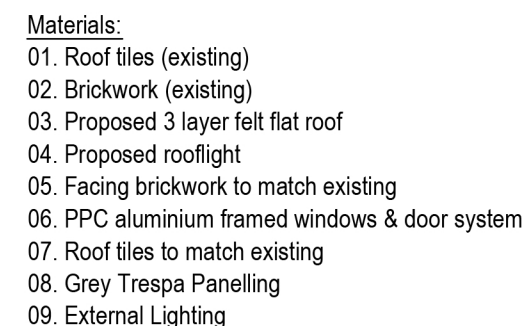 Materials:
01. Roof tiles (existing)
02. Brickwork (existing)
03. Proposed 3 layer felt flat roof
04. Proposed rooflight
05. Facing brickwork to match existing
06. PPC aluminium framed windows & door system
07. Roof tiles to match existing
08. Grey Trespa Panelling
09. External Lighting